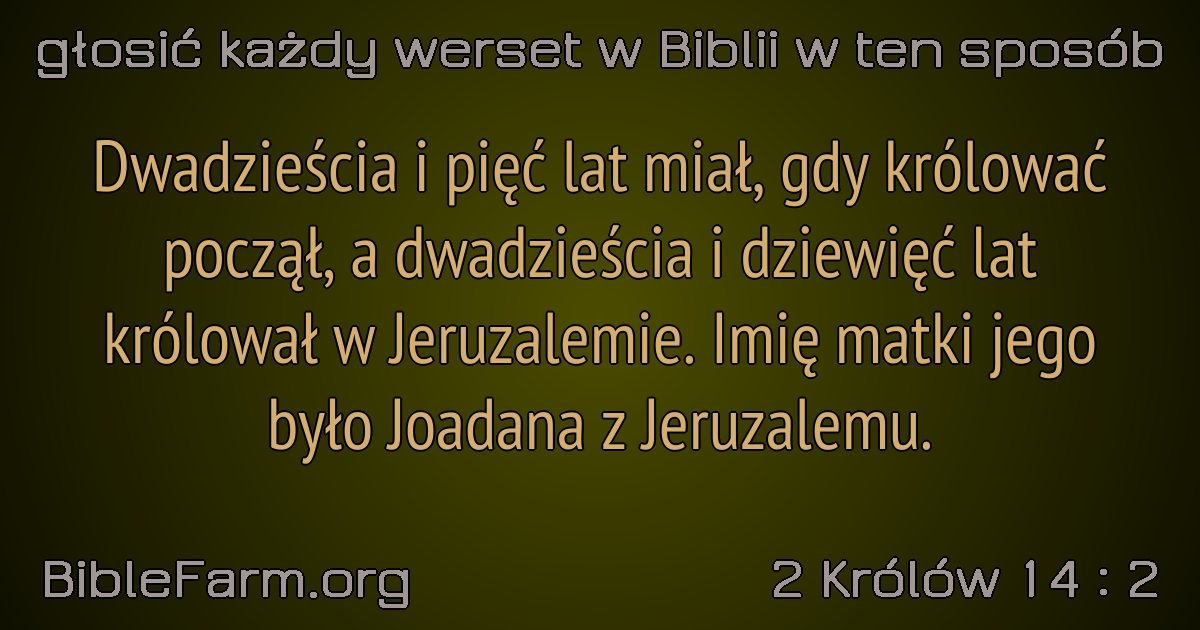 głosić każdy werset w Biblii w ten sposób
Dwadzieścia i pięć lat miał, gdy królować
począł, a dwadzieścia i dziewięć lat
królował w Jeruzalemie. Imię matki jego
było Joadana z Jeruzalemu.
BibleFarm.org
2 Królów 14 : 2